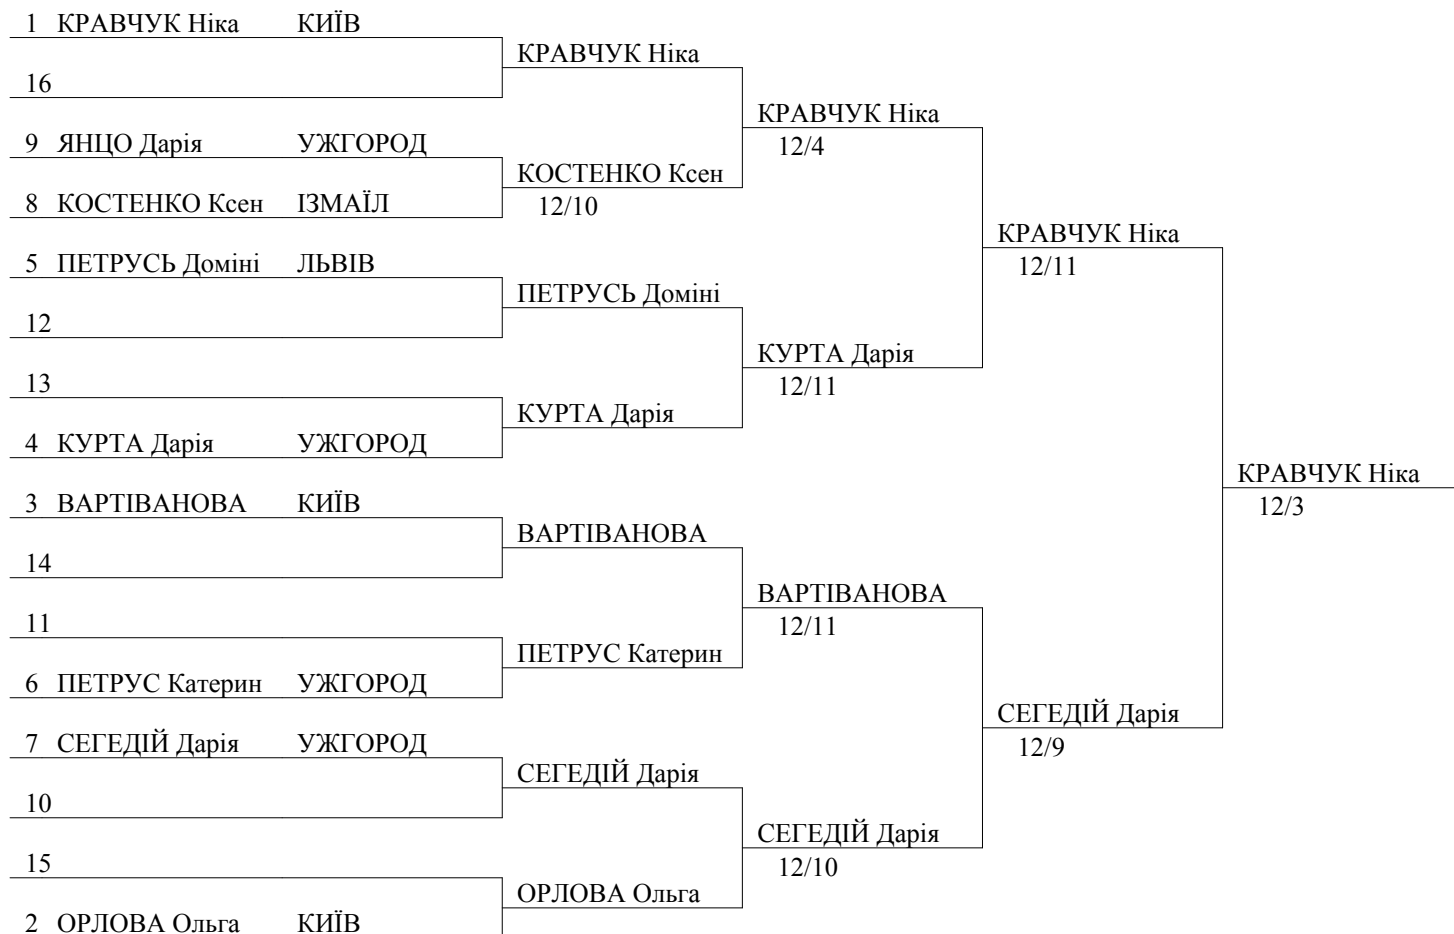 1 КРАВЧУК Ніка КИЇВ
КРАВЧУК Ніка
16
КРАВЧУК Ніка
9 ЯНЦО Дарія УЖГОРОД
12/4
КОСТЕНКО Ксен
8 КОСТЕНКО Ксен ІЗМАЇЛ
12/10
КРАВЧУК Ніка
5 ПЕТРУСЬ Доміні ЛЬВІВ
12/11
ПЕТРУСЬ Доміні
12
КУРТА Дарія
13
12/11
КУРТА Дарія
4 КУРТА Дарія УЖГОРОД
КРАВЧУК Ніка
3 ВАРТІВАНОВА КИЇВ
12/3
ВАРТІВАНОВА
14
ВАРТІВАНОВА
11
12/11
ПЕТРУС Катерин
6 ПЕТРУС Катерин УЖГОРОД
СЕГЕДІЙ Дарія
7 СЕГЕДІЙ Дарія УЖГОРОД
12/9
СЕГЕДІЙ Дарія
10
СЕГЕДІЙ Дарія
15
12/10
ОРЛОВА Ольга
2 ОРЛОВА Ольга КИЇВ